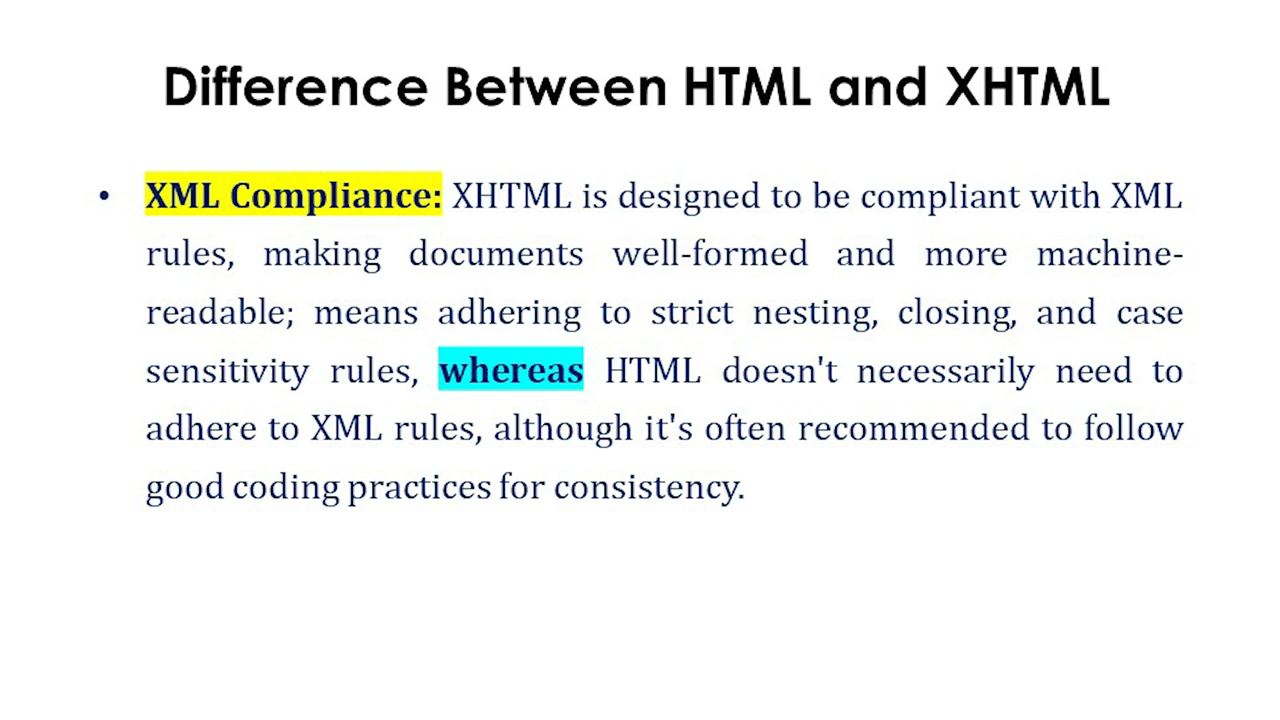 Difference Between HTML and XHTML
• XML Compliance: XHTML is designed to be compliant with XML
rules, making documents well-formed and more machine-
readable; means adhering to strict nesting, closing, and case
sensitivity rules, whereas HTML doesn't necessarily need to
adhere to XML rules, although it's often recommended to follow
good coding practices for consistency.